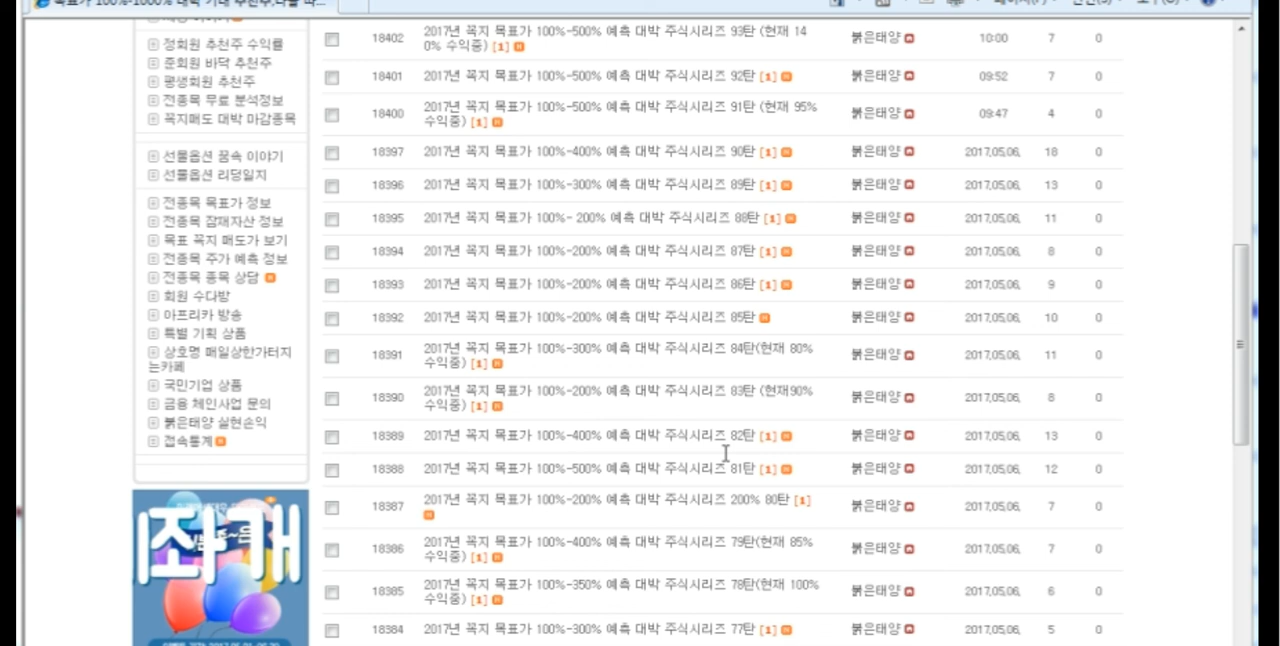 목표가 100%-1000% 대박 기대 추천주,나를 따...
정회원 추천주 수익률
준회원 바닥 추천주
평생회원 추천주
전종목 무료 분석정보
꼭지매도 대박 마감종목
선물옵션 꿈속 이야기
선물옵션 리딩일지
전종목 목표가 정보
전종목 잠재자산 정보
목표 꼭지 매도가 보기
전종목 주가 예측 정보
전종목 종목 상담
회원 수다방
아프리카 방송
특별 기획 상품
상호명 매일상한가터지
는카페
국민기업 상품
금융 체인사업 문의
붉은태양 실현손익
접속통계
18402 2017년 꼭지 목표가 100%-500% 예측 대박 주식시리즈 93탄 (현재 14 붉은태양 10:00 7 0
0% 수익중) [1]
18401 2017년 꼭지 목표가 100%-500% 예측 대박 주식시리즈 92탄 [1] 붉은태양 09:52 7 0
18400 2017년 꼭지 목표가 100%-500% 예측 대박 주식시리즈 91탄 (현재 95% 붉은태양 09:47 4 0
수익중) [1]
18397 2017년 꼭지 목표가 100%-400% 예측 대박 주식시리즈 90탄 [1] 붉은태양 2017.05.06. 18 0
18396 2017년 꼭지 목표가 100%-300% 예측 대박 주식시리즈 89탄 [1] 붉은태양 2017.05.06. 13 0
18395 2017년 꼭지 목표가 100%- 200% 예측 대박 주식시리즈 88탄 [1] 붉은태양 2017.05.06. 11 0
18394 2017년 꼭지 목표가 100%-200% 예측 대박 주식시리즈 87탄 [1] 붉은태양 2017.05.06. 8 0
18393 2017년 꼭지 목표가 100%-200% 예측 대박 주식시리즈 86탄 [1] 붉은태양 2017.05.06. 9 0
18392 2017년 꼭지 목표가 100%-200% 예측 대박 주식시리즈 85탄 붉은태양 2017.05.06. 10 0
18391 2017년 꼭지 목표가 100%-300% 예측 대박 주식시리즈 84탄(현재 80% 붉은태양 2017.05.06. 11 0
수익중) [1]
18390 2017년 꼭지 목표가 100%-200% 예측 대박 주식시리즈 83탄 (현재90% 붉은태양 2017.05.06. 8 0
수익중) [1]
18389 2017년 꼭지 목표가 100%-400% 예측 대박 주식시리즈 82탄 [1] 붉은태양 2017.05.06. 13 0
18388 2017년 꼭지 목표가 100%-500% 예측 대박 주식시리즈 81탄 [1] 붉은태양 2017.05.06. 12 0
18387 2017년 꼭지 목표가 100%-200% 예측 대박 주식시리즈 200% 80탄 [1] 붉은태양 2017.05.06. 7 0
18386 2017년 꼭지 목표가 100%-400% 예측 대박 주식시리즈 79탄(현재 85% 붉은태양 2017.05.06. 7 0
수익중) [1]
18385 2017년 꼭지 목표가 100%-350% 예측 대박 주식시리즈 78탄(현재 100% 붉은태양 2017.05.06. 6 0
수익중) [1]
18384 2017년 꼭지 목표가 100%-300% 예측 대박 주식시리즈 77탄 [1] 붉은태양 2017.05.06. 5 0